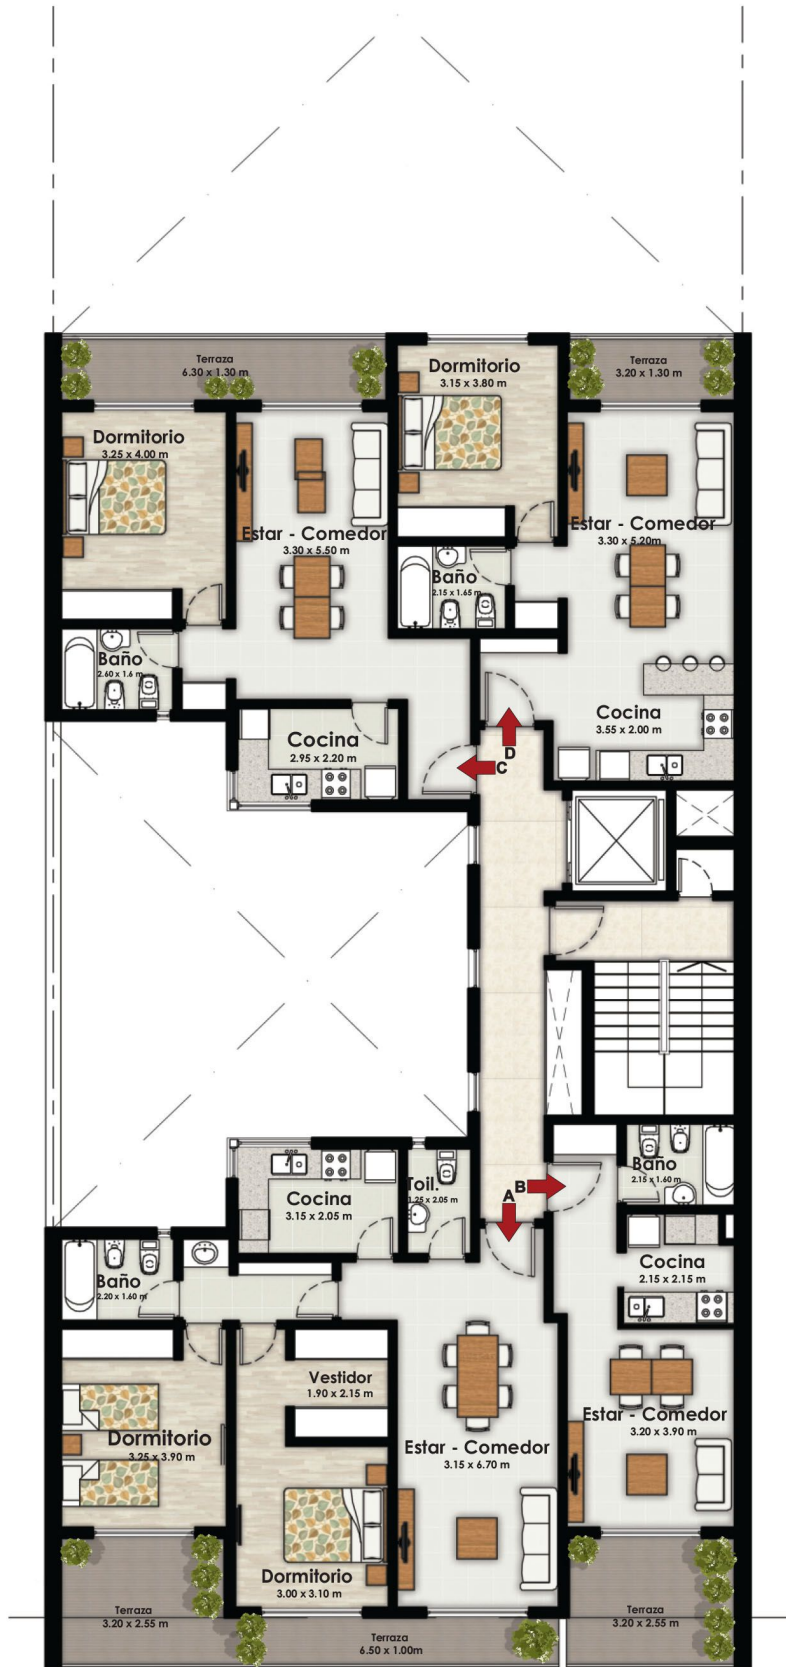 Terraza
6.30 x 1.30 m
Dormitorio
3.15 x 3.80 m
Terraza
3.20 x 1.30 m
Dormitorio
3.25 x 4.00 m
Estar - Comedor
3.30 x 5.50 m
Estar - Comedor
3.30 x 5.20m
Baño
2.15 x 1.65 m
Baño
2.60 x 1.6 m
Cocina
2.95 x 2.20 m
Cocina
3.55 x 2.00 m
D
C
Baño
2.15 x 1.60 m
B
A
Toil.
1.25 x 2.05 m
Cocina
3.15 x 2.05 m
Cocina
2.15 x 2.15 m
Baño
2.20 x 1.60 m
Vestidor
1.90 x 2.15 m
Estar - Comedor
3.20 x 3.90 m
Dormitorio
3.25 x 3.90 m
Estar - Comedor
3.15 x 6.70 m
Dormitorio
3.00 x 3.10 m
Terraza
3.20 x 2.55 m
Terraza
6.50 x 1.00m
Terraza
3.20 x 2.55 m